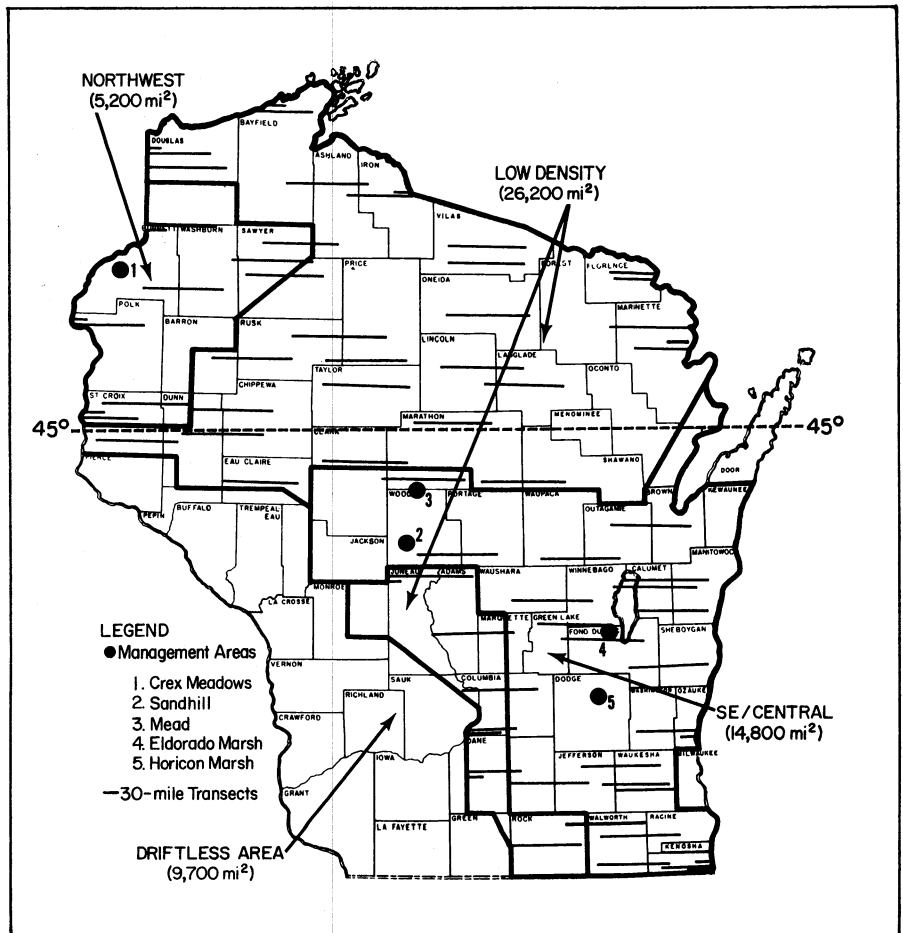 NORTHWEST
(5,200 mi²)
BAYFIELD
DOUGLAS
ASHLAND
IRON
LOW DENSITY
(26,200 mi²)
VILAS
WASHBURN
SAWYER
1
PRICE
FOREST
FLORENCE
ONEIDA
POLK
MARINETTE
BARRON
RUSK
LINCOLN
LANGLADE
TAYLOR
OCONTO
CHIPPEWA
ST CROIX
DUNN
MARATHON
MENOMINEE
45°
45°
CLARK
PIERCE
EAU CLAIRE
SHAWANO
DOOR
WOOD
3
PORTAGE
WAUPACA
BROWN
KEWAUNEE
PEPIN
BUFFALO
TREMPEAL
EAU
OUTAGAMIE
JACKSON
2
MANITOWOC
JUNEAU
ADAMS
WAUSHARA
WINNEBAGO
CALUMET
MONROE
LA CROSSE
MARQUETTE
GREEN LAKE
LEGEND
FOND DU LAC
SHEBOYGAN
Management Areas
4
VERNON
1. Crex Meadows
SAUK
COLUMBIA
DODGE
2. Sandhill
RICHLAND
WASHINGTON
OZAUKEE
3. Mead
5
CRAWFORD
SE/CENTRAL
(14,800 mi²)
4. Eldorado Marsh
DANE
5. Horicon Marsh
IOWA
JEFFERSON
WAUKESHA
MILWAUKEE
30-mile Transects
GRANT
LA FAYETTE
GREEN
ROCK
WALWORTH
RACINE
KENOSHA
DRIFTLESS AREA
(9,700 mi²)